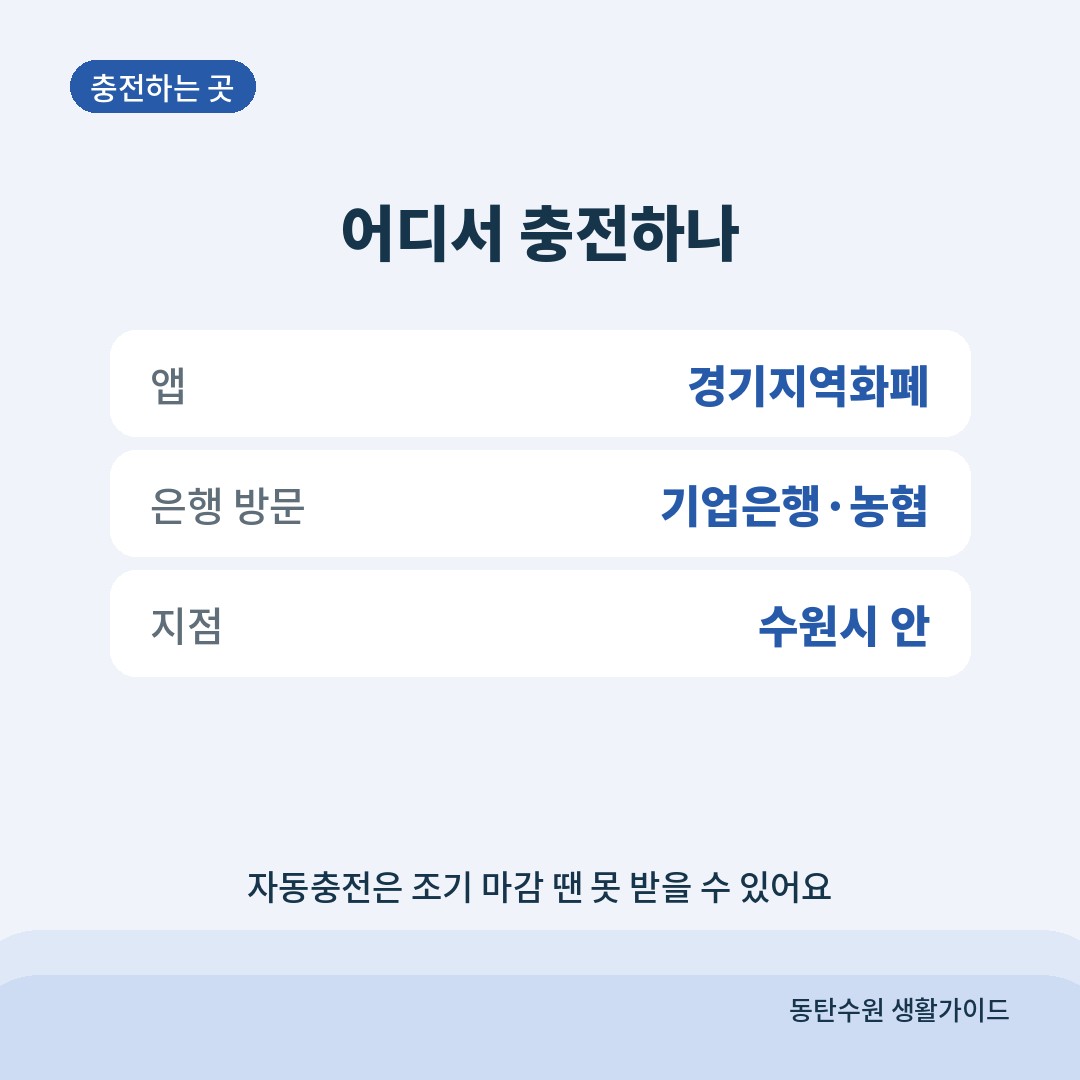 충전하는 곳
어디서 충전하나
앱 경기지역화폐
은행 방문 기업은행·농협
지점 수원시 안
자동충전은 조기 마감 땐 못 받을 수 있어요
동탄수원 생활가이드